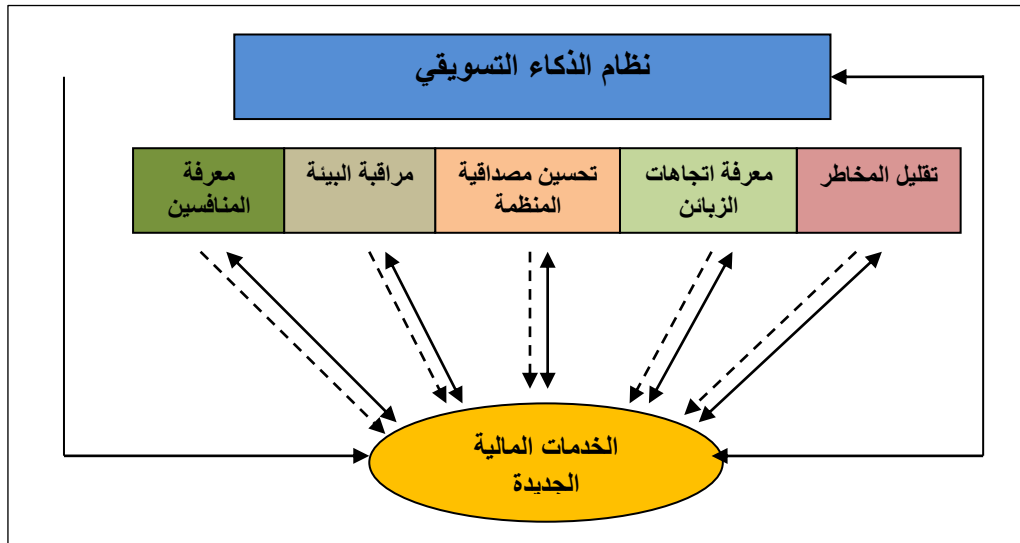 نظام الذكاء التسويقي
تقليل المخاطر
معرفة اتجاهات
الزبائن
تحسين مصداقية
المنظمة
مراقبة البيئة
معرفة
المنافسين
الخدمات المالية
الجديدة